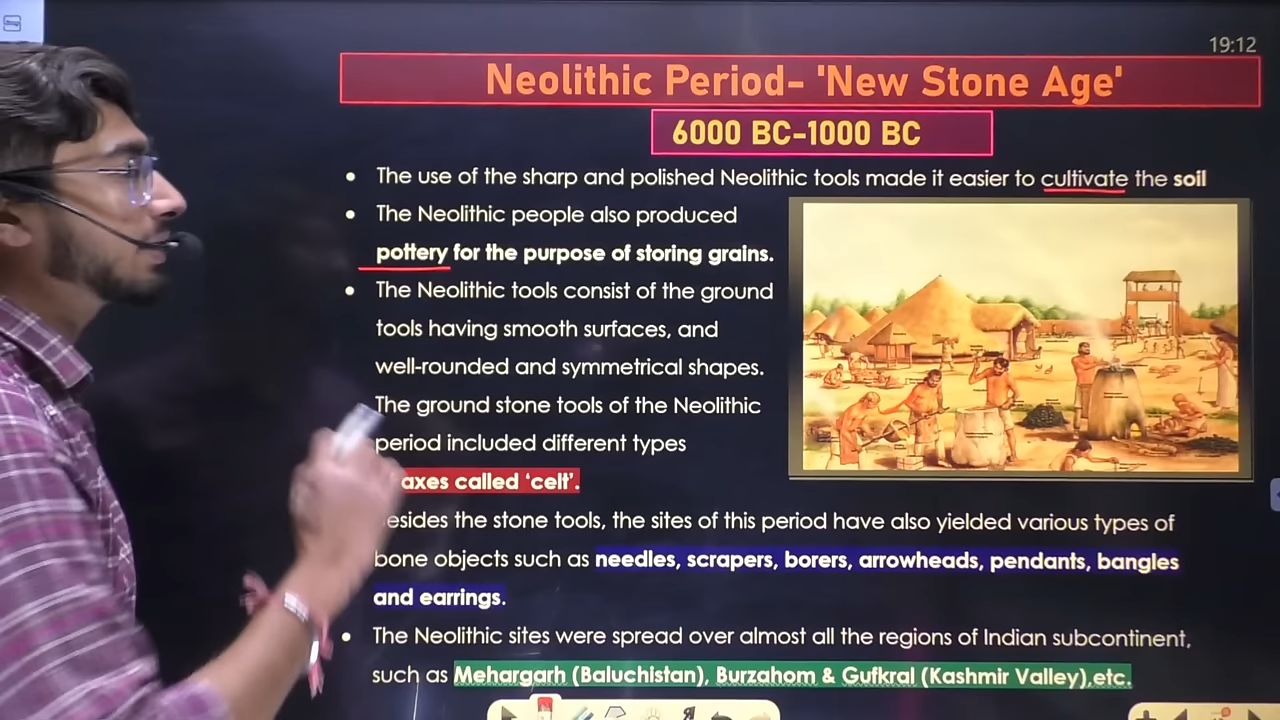 19:12
Neolithic Period- 'New Stone Age'
6000 BC-1000 BC
• The use of the sharp and polished Neolithic tools made it easier to cultivate the soil
• The Neolithic people also produced
pottery for the purpose of storing grains.
• The Neolithic tools consist of the ground
tools having smooth surfaces, and
well-rounded and symmetrical shapes.
The ground stone tools of the Neolithic
period included different types
axes called ‘celt’.
esides the stone tools, the sites of this period have also yielded various types of
bone objects such as needles, scrapers, borers, arrowheads, pendants, bangles
and earrings.
• The Neolithic sites were spread over almost all the regions of Indian subcontinent,
such as Mehargarh (Baluchistan), Burzahom & Gufkral (Kashmir Valley),etc.